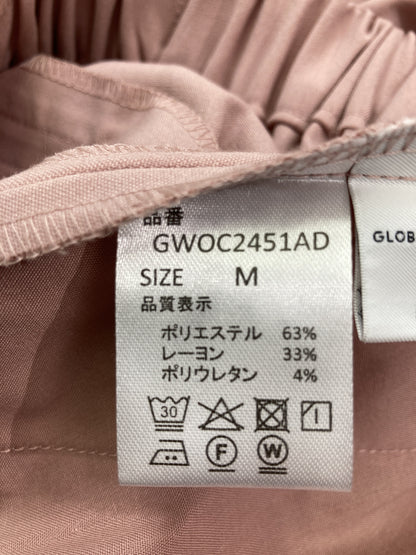 品番
GWOC2451AD
SIZE M
品質表示
ポリエステル 63%
レーヨン 33%
ポリウレタン 4%
30
F
W
GLOB